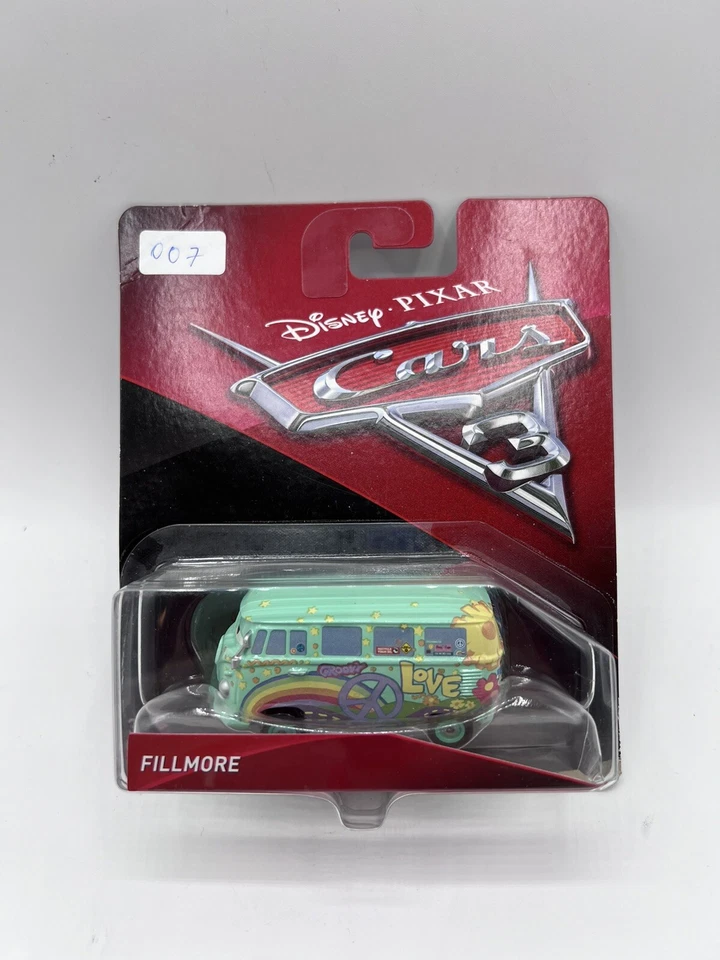 007
DISNEY · PIXAR
Cars
3
GROOVY
LOVE
FILLMORE